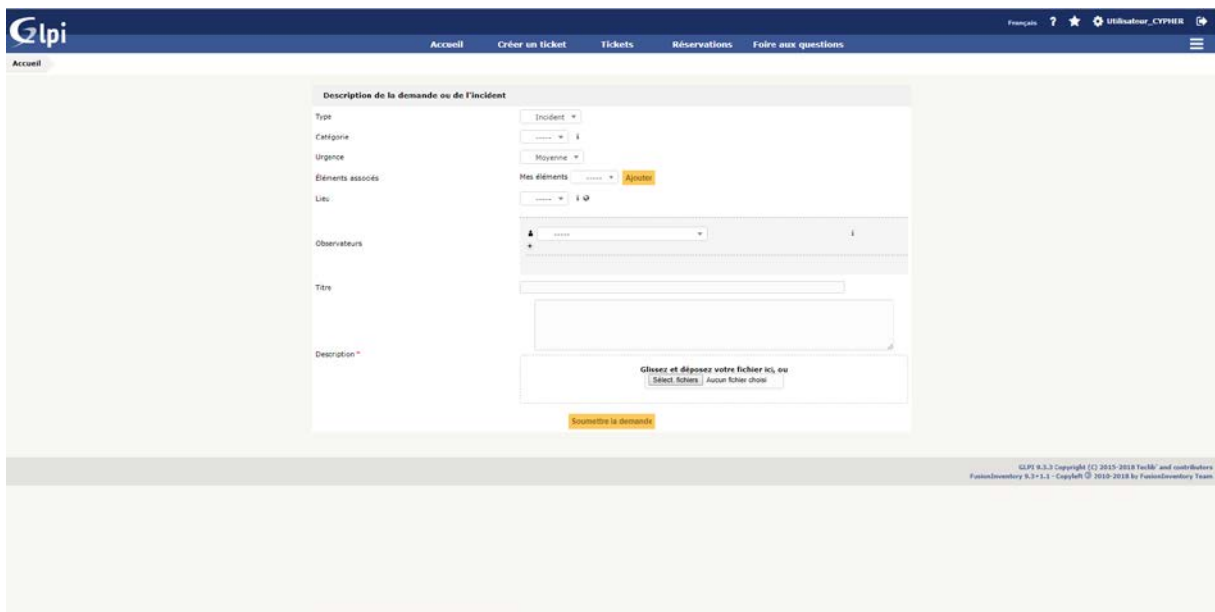 Glpi
Français ? Utilisateur_CYPHER
Accueil Créer un ticket Tickets Réservations Foire aux questions
Accueil
Description de la demande ou de l'incident
Type Incident
Catégorie ----- i
Urgence Moyenne
Éléments associés Mes éléments ----- Ajouter
Lieu ----- i
Observateurs ----- i
+
Titre
Description *
Glissez et déposez votre fichier ici, ou
Sélect. fichiers Aucun fichier choisi
Soumettre la demande
GLPI 9.3.3 Copyright (C) 2015-2018 Teclib' and contributors
FusionInventory 9.3+1.1 - Copyleft 🄯 2010-2018 by FusionInventory Team